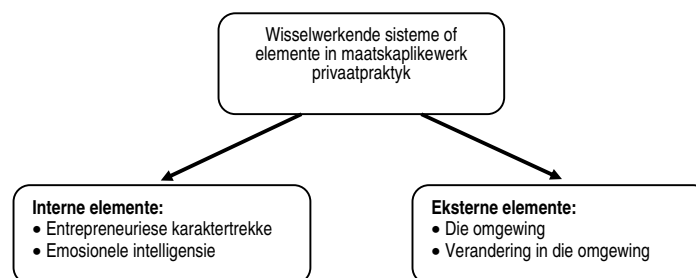 Wisselwerkende sisteme of
elemente in maatskaplikewerk
privaatpraktyk
Interne elemente:
• Entrepreneuriese karaktertrekke
• Emosionele intelligensie
Eksterne elemente:
• Die omgewing
• Verandering in die omgewing